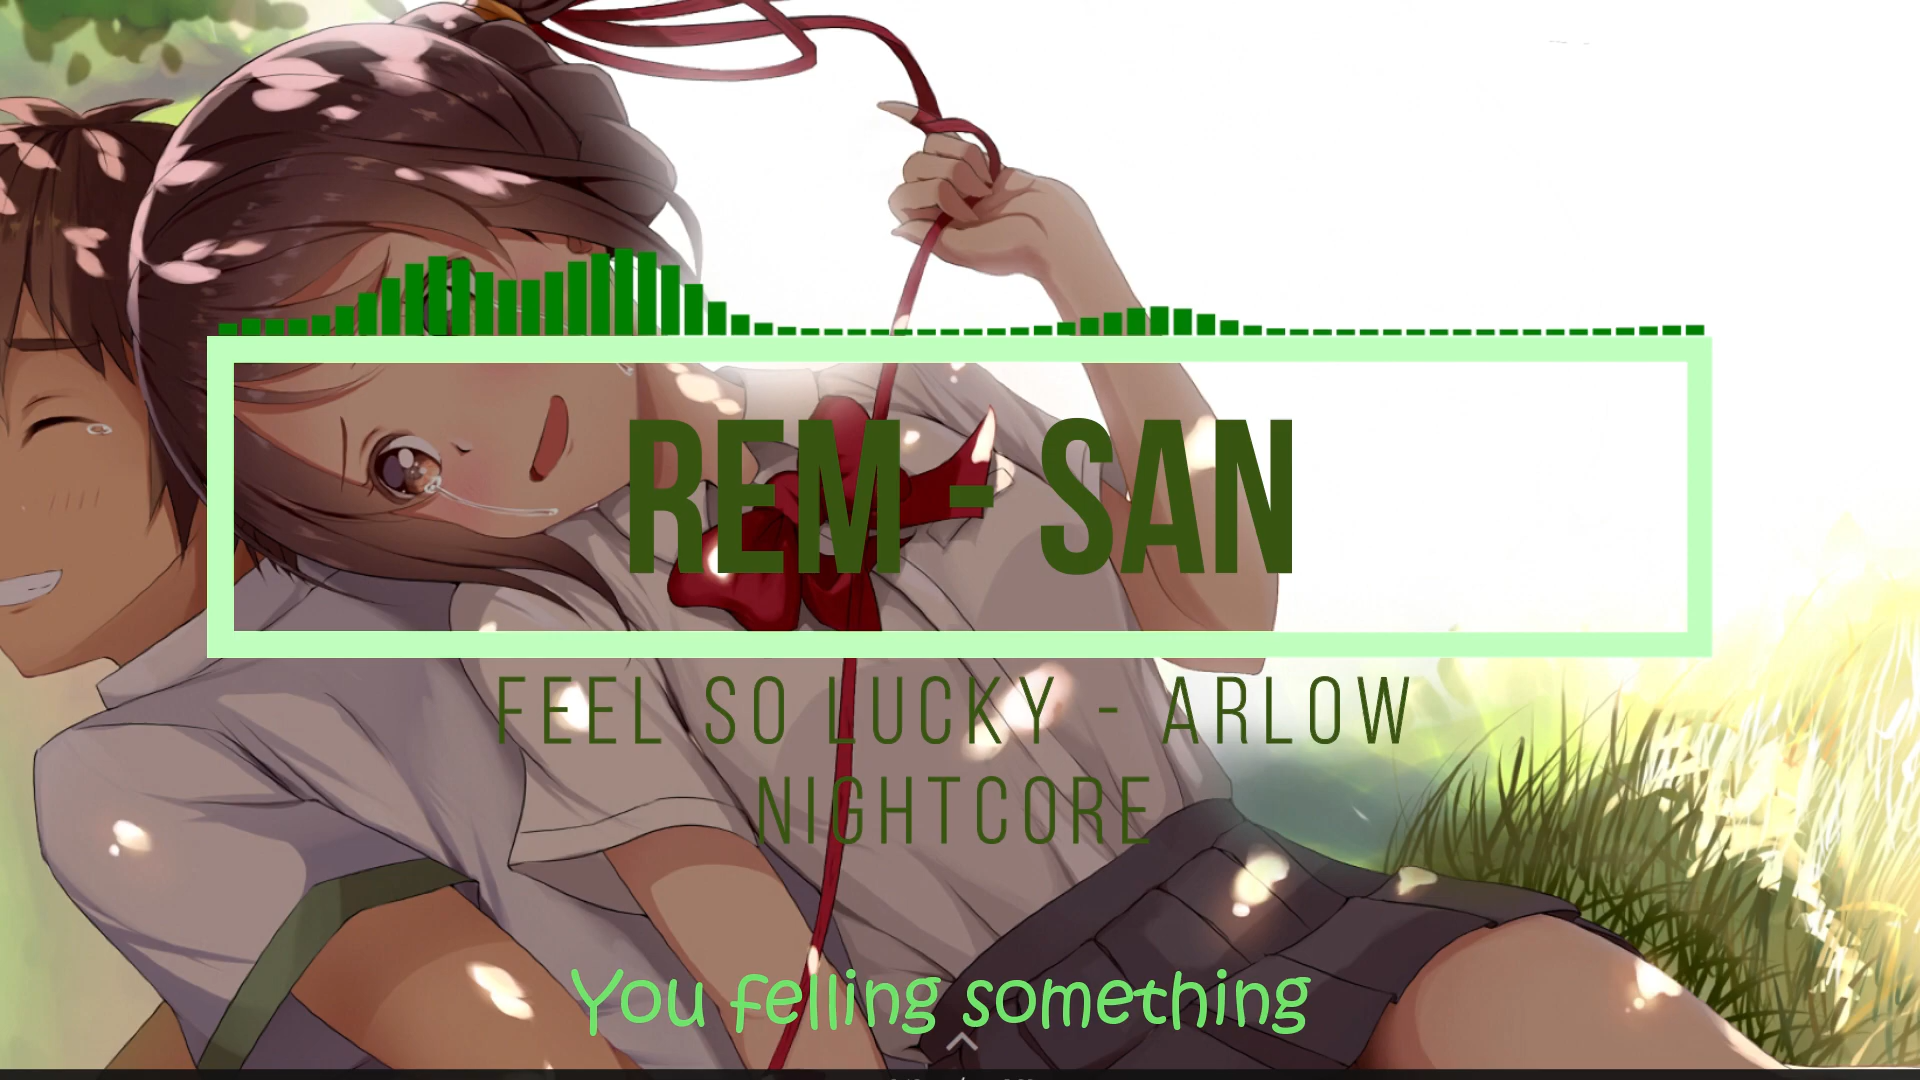 REM - SAN
FEEL SO LUCKY - ARLOW
NIGHTCORE
You felling something